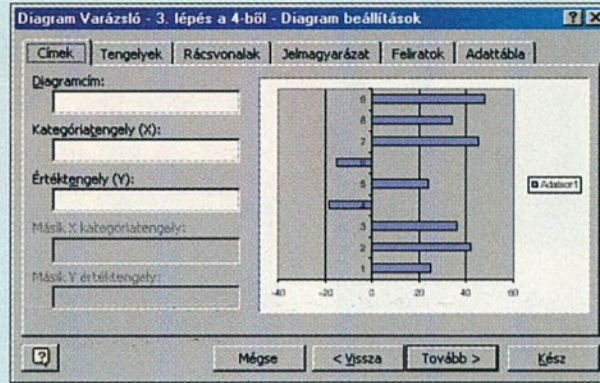 Diagram Varázsló - 3. lépés a 4-ből - Diagram beállítások
Címek
Tengelyek
Rácsvonalak
Jelmagyarázat
Feliratok
Adattábla
Diagramcím:
Kategóriatengely (X):
Értéktengely (Y):
Másik X kategóriatengely:
Másik Y értéktengely:
9
8
7
5
3
2
1
-40 -20 0 20 40 60
Adatsor1
Mégse
< Vissza
Tovább >
Kész